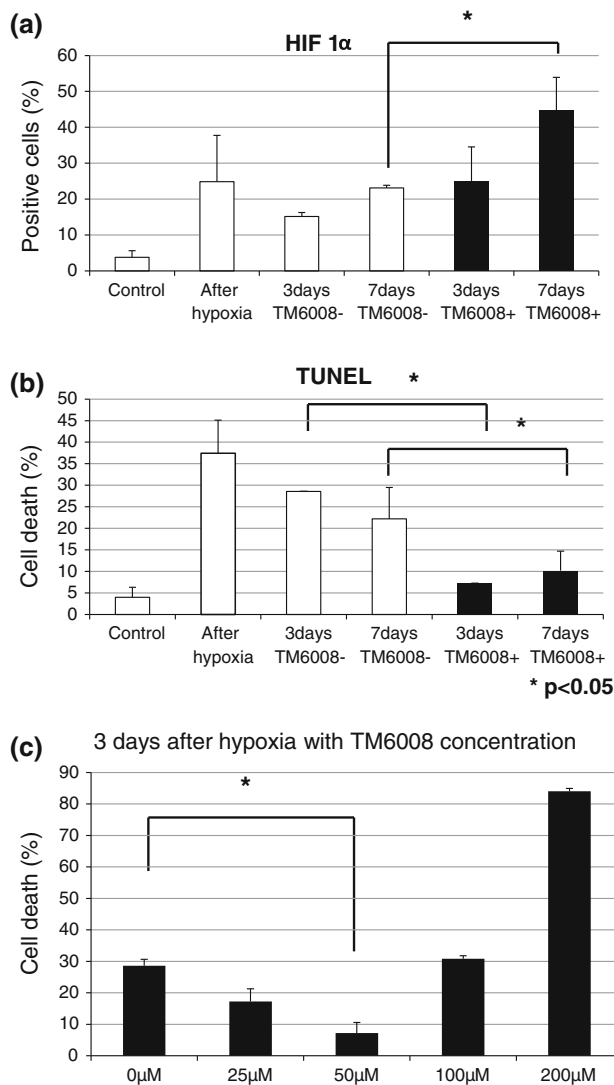 (a)
HIF 1α
*
Positive cells (%)
60
50
40
30
20
10
0
Control
After hypoxia
3days TM6008-
7days TM6008-
3days TM6008+
7days TM6008+
(b)
TUNEL
*
*
Cell death (%)
50
45
40
35
30
25
20
15
10
5
0
Control
After hypoxia
3days TM6008-
7days TM6008-
3days TM6008+
7days TM6008+
* p<0.05
(c)
3 days after hypoxia with TM6008 concentration
*
Cell death (%)
90
80
70
60
50
40
30
20
10
0
0μM
25μM
50μM
100μM
200μM